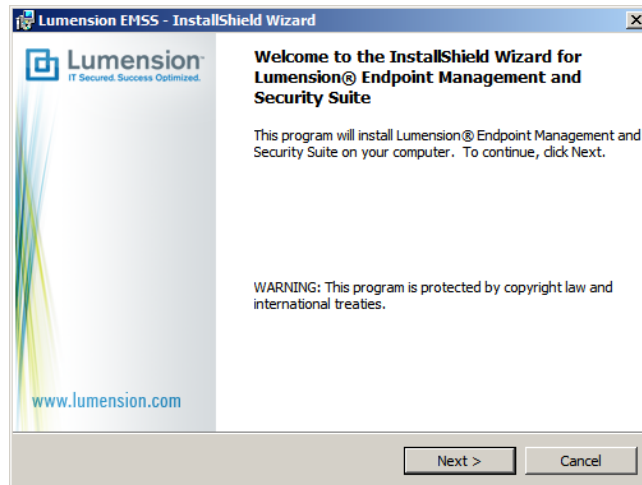 Lumension EMSS - InstallShield Wizard
Lumension™
IT Secured. Success Optimized.
Welcome to the InstallShield Wizard for
Lumension® Endpoint Management and
Security Suite
This program will install Lumension® Endpoint Management and
Security Suite on your computer. To continue, click Next.
WARNING: This program is protected by copyright law and
international treaties.
www.lumension.com
Next >
Cancel